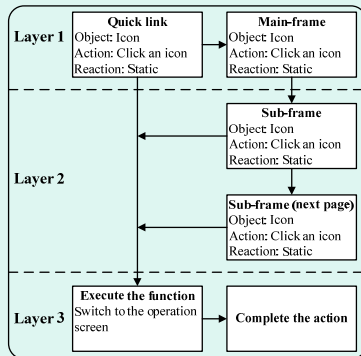 Layer 1
Quick link
Object: Icon
Action: Click an icon
Reaction: Static
Main-frame
Object: Icon
Action: Click an icon
Reaction: Static
Layer 2
Sub-frame
Object: Icon
Action: Click an icon
Reaction: Static
Sub-frame (next page)
Object: Icon
Action: Click an icon
Reaction: Static
Layer 3
Execute the function
Switch to the operation
screen
Complete the action